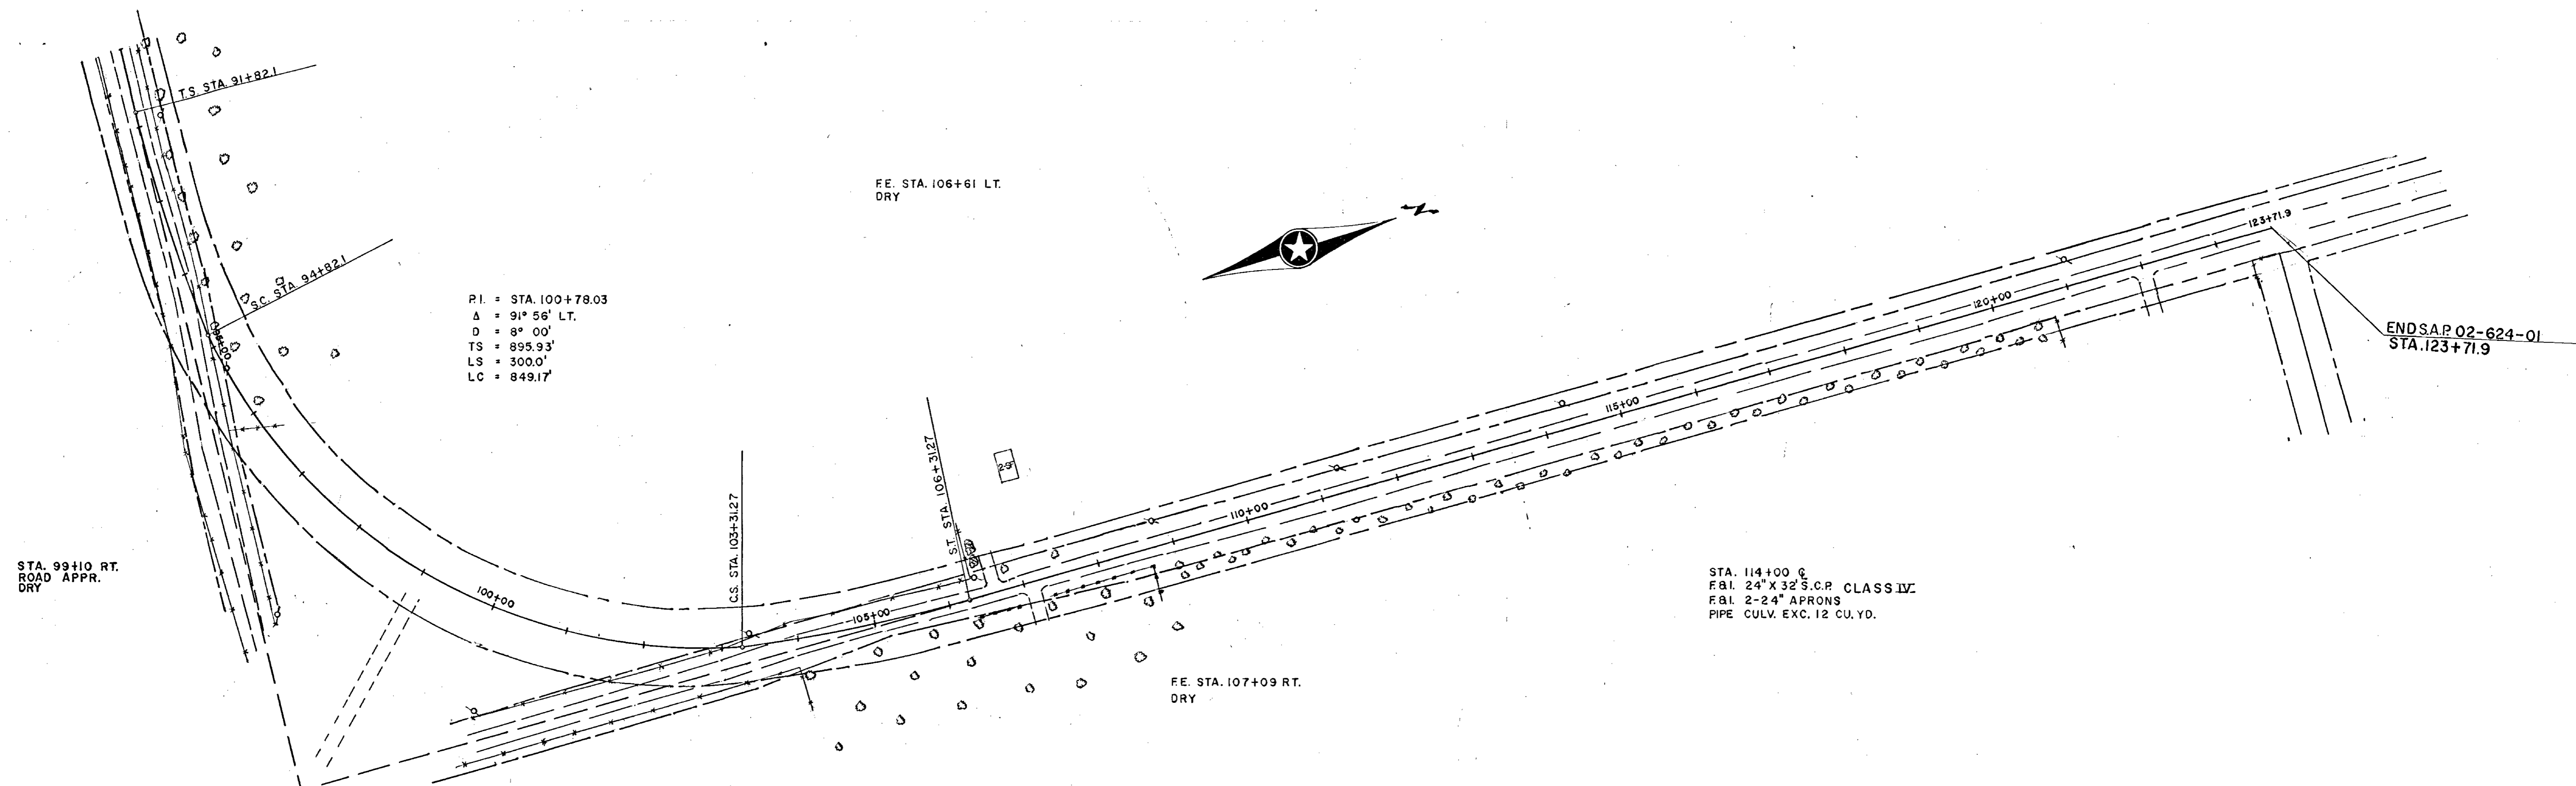 T.S. STA. 91+82.1
S.C. STA. 94+82.1
95+00
P.I. = STA. 100+78.03
Δ = 91° 56' LT.
D = 8° 00'
TS = 895.93'
LS = 300.0'
LC = 849.17'
F.E. STA. 106+61 LT.
DRY
N
123+71.9
120+00
END S.A.P. 02-624-01
STA. 123+71.9
115+00
110+00
S.T. STA. 106+31.27
C.S. STA. 103+31.27
105+00
100+00
STA. 99+10 RT.
ROAD APPR.
DRY
F.E. STA. 107+09 RT.
DRY
STA. 114+00 ℄
F.&I. 24" X 32' S.C.P. CLASS IV
F.&I. 2-24" APRONS
PIPE CULV. EXC. 12 CU. YD.